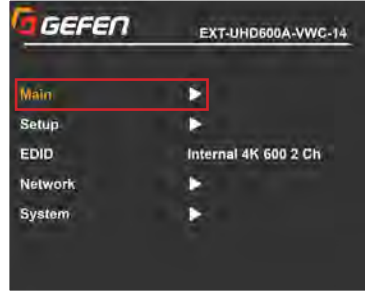 GEFEN
EXT-UHD600A-VWC-14
Main
Setup
EDID Internal 4K 600 2 Ch
Network
System